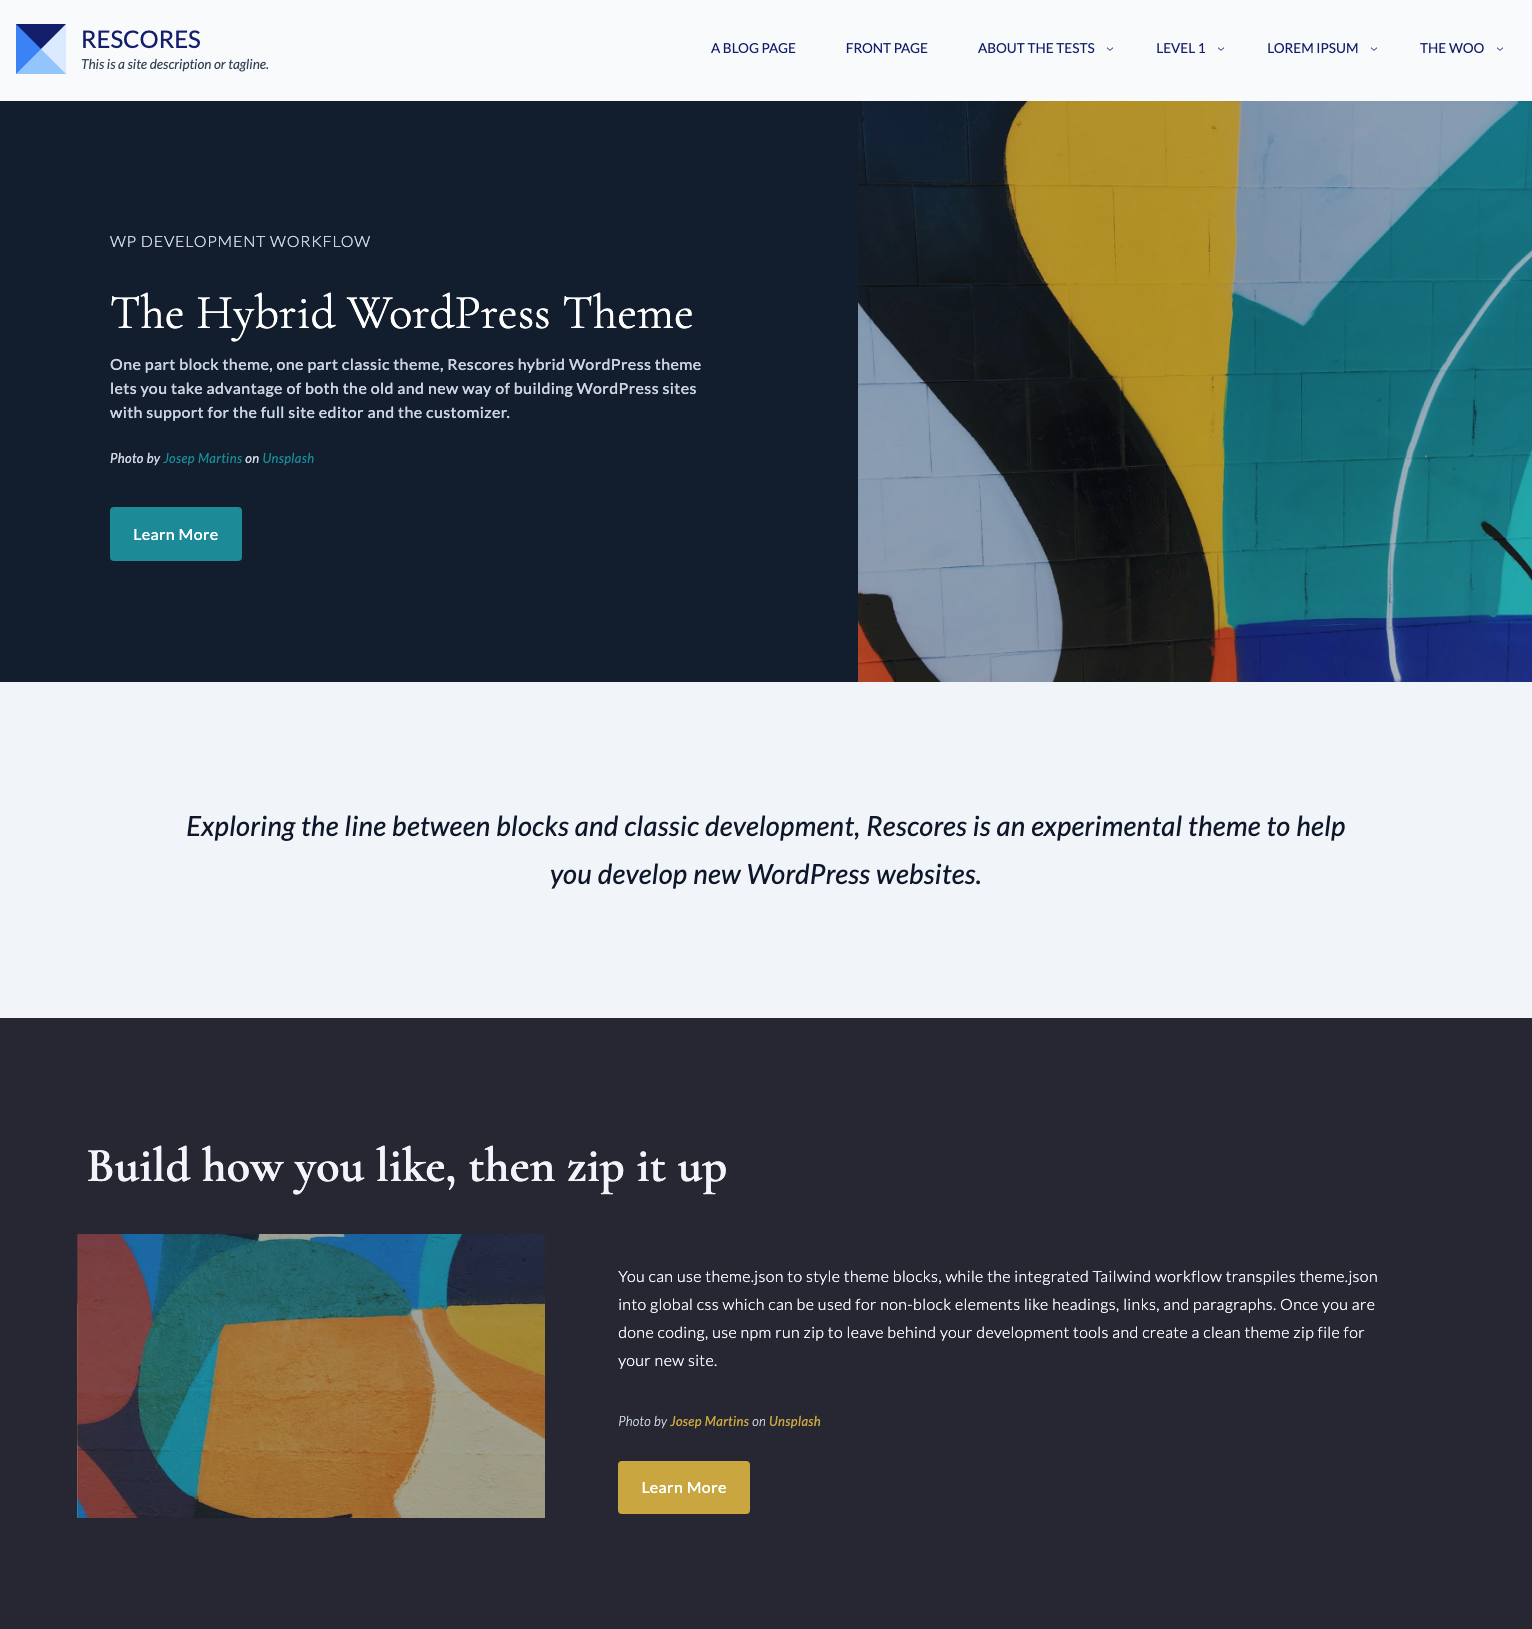 RESCORES
This is a site description or tagline.
A BLOG PAGE
FRONT PAGE
ABOUT THE TESTS
LEVEL 1
LOREM IPSUM
THE WOO
WP DEVELOPMENT WORKFLOW
The Hybrid WordPress Theme
One part block theme, one part classic theme, Rescores hybrid WordPress theme
lets you take advantage of both the old and new way of building WordPress sites
with support for the full site editor and the customizer.
Photo by Josep Martins on Unsplash
Learn More
Exploring the line between blocks and classic development, Rescores is an experimental theme to help
you develop new WordPress websites.
Build how you like, then zip it up
You can use theme.json to style theme blocks, while the integrated Tailwind workflow transpiles theme.json
into global css which can be used for non-block elements like headings, links, and paragraphs. Once you are
done coding, use npm run zip to leave behind your development tools and create a clean theme zip file for
your new site.
Photo by Josep Martins on Unsplash
Learn More